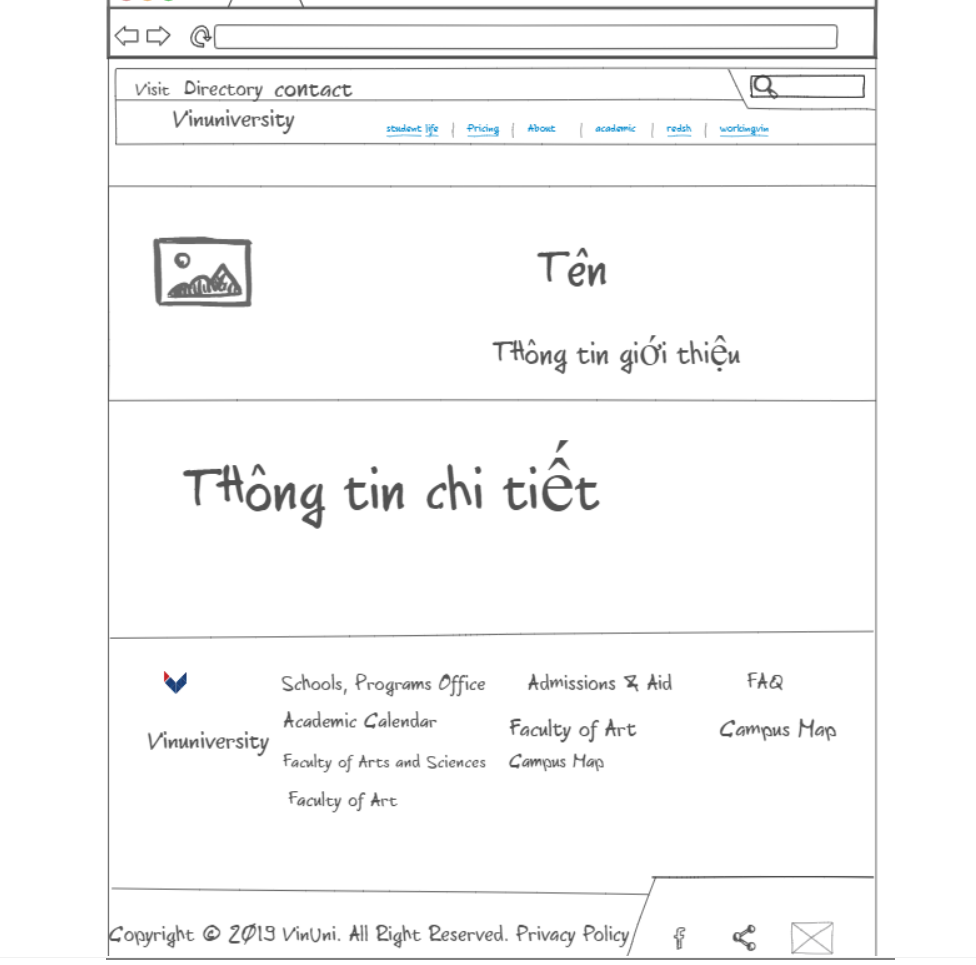 Visit Directory contact
Vinuniversity
student life | Pricing | About | academic | redsh | workingvin
Tên
Thông tin giới thiệu
Thông tin chi tiết
Schools, Programs Office Admissions & Aid FAQ
Academic Calendar Faculty of Art Campus Map
Vinuniversity
Faculty of Arts and Sciences Campus Map
Faculty of Art
Copyright © 2019 VinUni. All Right Reserved. Privacy Policy